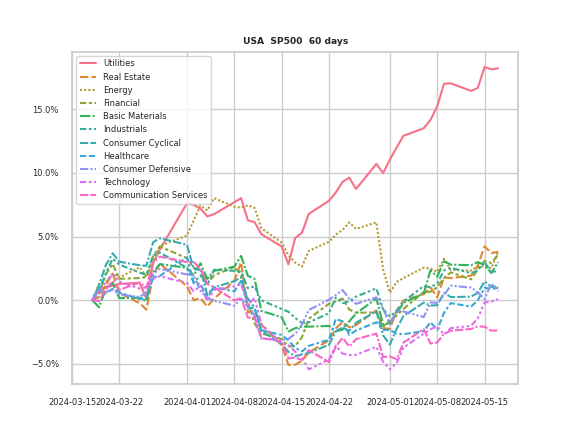 USA  SP500  60 days
Utilities
Real Estate
Energy
Financial
Basic Materials
Industrials
Consumer Cyclical
Healthcare
Consumer Defensive
Technology
Communication Services
15.0%
10.0%
5.0%
0.0%
−5.0%
2024-03-15 2024-03-22 2024-04-01 2024-04-08 2024-04-15 2024-04-22 2024-05-01 2024-05-08 2024-05-15